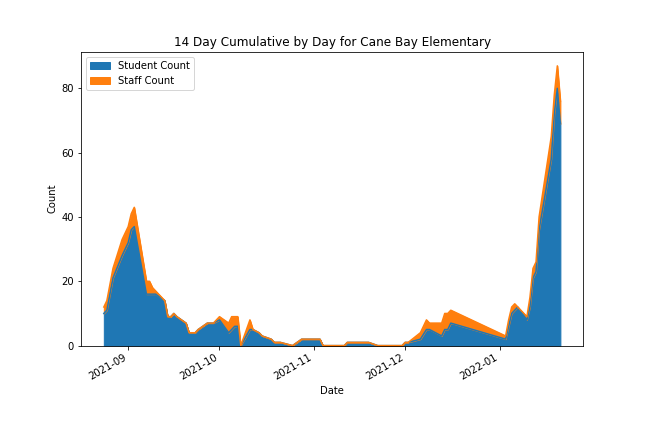 14 Day Cumulative by Day for Cane Bay Elementary
Student Count
Staff Count
80
60
40
20
0
Count
2021-09
2021-10
2021-11
2021-12
2022-01
Date